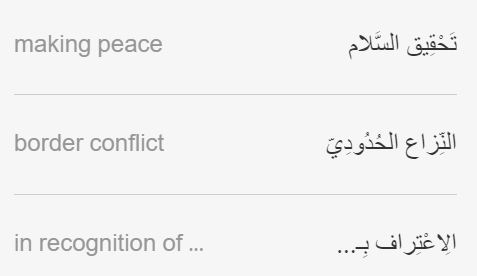 making peace تَحْقِيق السَّلام
border conflict النِّزاع الحُدُودِيّ
in recognition of ... الِاعْتِراف بِـ...